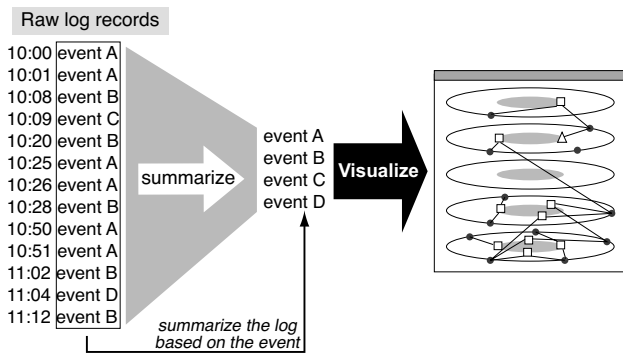 Raw log records
10:00 event A
10:01 event A
10:08 event B
10:09 event C
10:20 event B
10:25 event A
10:26 event A
10:28 event B
10:50 event A
10:51 event A
11:02 event B
11:04 event D
11:12 event B
summarize
event A
event B
event C
event D
Visualize
summarize the log
based on the event